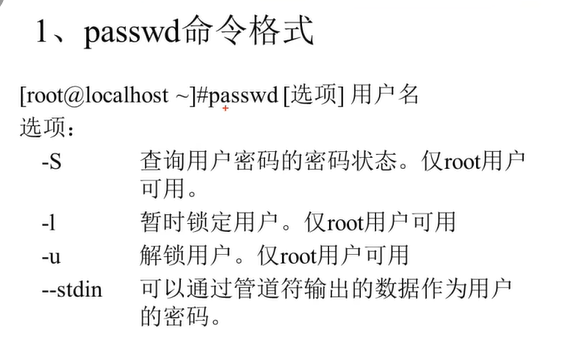 1、passwd命令格式
[root@localhost ~]#passwd [选项] 用户名
选项：
-S 查询用户密码的密码状态。仅root用户
可用。
-l 暂时锁定用户。仅root用户可用
-u 解锁用户。仅root用户可用
--stdin 可以通过管道符输出的数据作为用户
的密码。